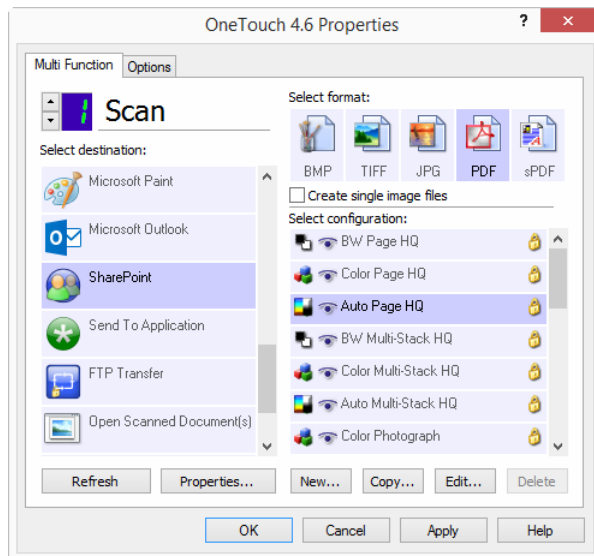 OneTouch 4.6 Properties
?
×
Multi Function
Options
1
Scan
Select destination:
Microsoft Paint
Microsoft Outlook
SharePoint
Send To Application
FTP Transfer
Open Scanned Document(s)
Refresh
Properties...
Select format:
BMP
TIFF
JPG
PDF
sPDF
Create single image files
Select configuration:
BW Page HQ
Color Page HQ
Auto Page HQ
BW Multi-Stack HQ
Color Multi-Stack HQ
Auto Multi-Stack HQ
Color Photograph
New...
Copy...
Edit...
Delete
OK
Cancel
Apply
Help